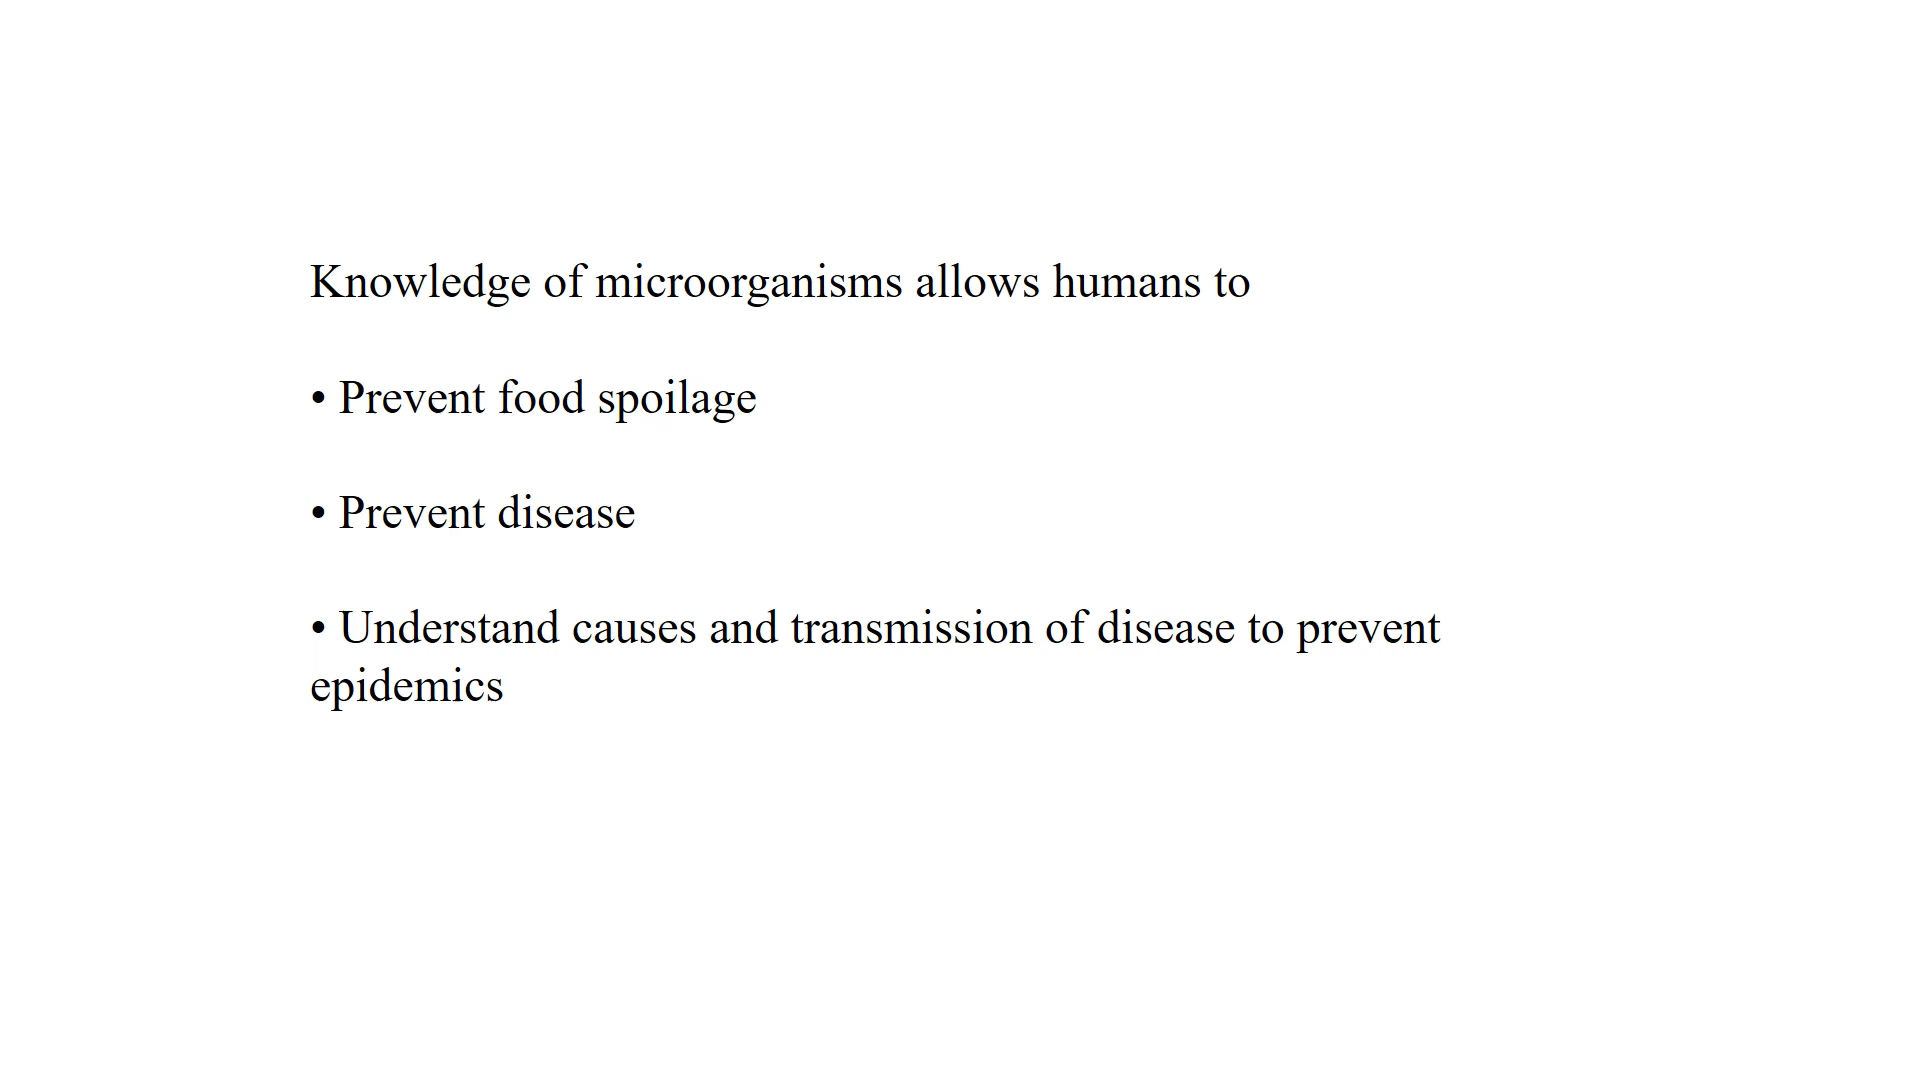 Knowledge of microorganisms allows humans to
• Prevent food spoilage
• Prevent disease
• Understand causes and transmission of disease to prevent
epidemics